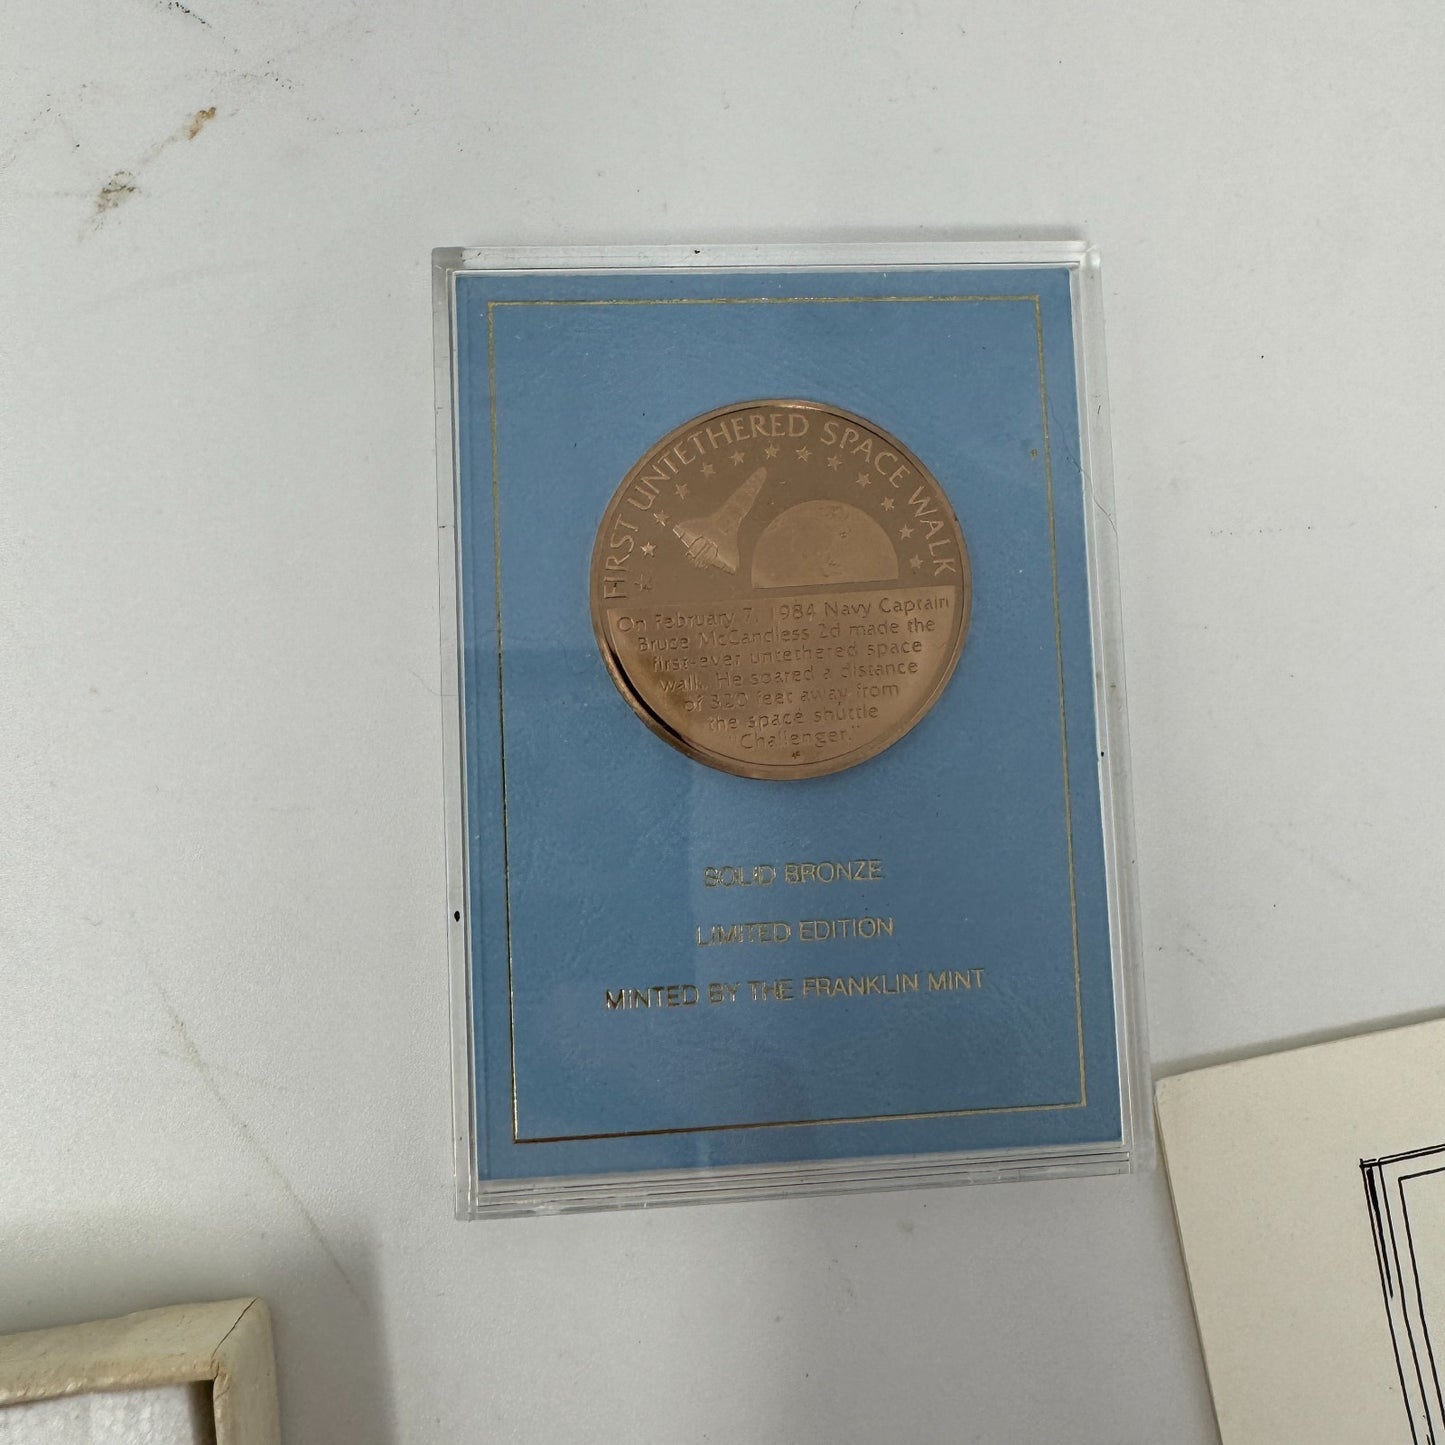 FIRST UNTETHERED SPACE WALK
On February 7, 1984 Navy Captain
Bruce McCandless 2d made the
first-ever untethered space
walk. He soared a distance
of 320 feet away from
the space shuttle
"Challenger."
SOLID BRONZE
LIMITED EDITION
MINTED BY THE FRANKLIN MINT